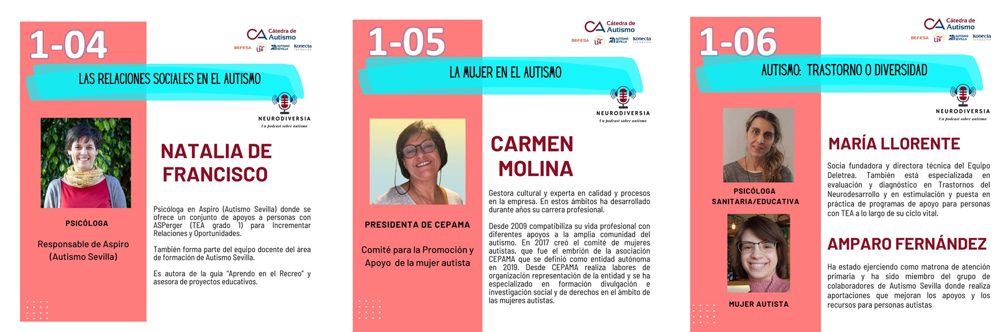 1-04
Cátedra de
CA Autismo
BEFESA
us
AUTISMO
SEVILLA
Konecta
fundación
LAS RELACIONES SOCIALES EN EL AUTISMO
NEURODIVERSIA
Un podcast sobre autismo
NATALIA DE
FRANCISCO
PSICÓLOGA
Responsable de Aspiro
(Autismo Sevilla)
Psicóloga en Aspiro (Autismo Sevilla) donde se
ofrece un conjunto de apoyos a personas con
ASPerger (TEA grado 1) para Incrementar
Relaciones y Oportunidades.
También forma parte del equipo docente del área
de formación de Autismo Sevilla.
Es autora de la guía “Aprendo en el Recreo” y
asesora de proyectos educativos.
1-05
Cátedra de
CA Autismo
BEFESA
us
AUTISMO
SEVILLA
Konecta
fundación
LA MUJER EN EL AUTISMO
NEURODIVERSIA
Un podcast sobre autismo
CARMEN
MOLINA
PRESIDENTA DE CEPAMA
Comité para la Promoción y
Apoyo de la mujer autista
Gestora cultural y experta en calidad y procesos
en la empresa. En estos ámbitos ha desarrollado
durante años su carrera profesional.
Desde 2009 compatibiliza su vida profesional con
diferentes apoyos a la amplia comunidad del
autismo. En 2017 creó el comité de mujeres
autistas, que fue el embrión de la asociación
CEPAMA que se definió como entidad autónoma
en 2019. Desde CEPAMA realiza labores de
organización representación de la entidad y se ha
especializado en formación divulgación e
investigación social y de derechos en el ámbito de
las mujeres autistas.
1-06
Cátedra de
CA Autismo
BEFESA
us
AUTISMO
SEVILLA
Konecta
fundación
AUTISMO: TRASTORNO O DIVERSIDAD
NEURODIVERSIA
Un podcast sobre autismo
MARÍA LLORENTE
PSICÓLOGA
SANITARIA/EDUCATIVA
Socia fundadora y directora técnica del Equipo
Deletrea. También está especializada en
evaluación y diagnóstico en Trastornos del
Neurodesarrollo y en estimulación y puesta en
práctica de programas de apoyo para personas
con TEA a lo largo de su ciclo vital.
AMPARO FERNÁNDEZ
MUJER AUTISTA
Ha estado ejerciendo como matrona de atención
primaria y ha sido miembro del grupo de
colaboradores de Autismo Sevilla donde realiza
aportaciones que mejoran los apoyos y los
recursos para personas autistas